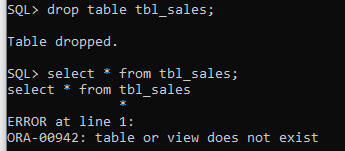 SQL> drop table tbl_sales;
Table dropped.
SQL> select * from tbl_sales;
select * from tbl_sales
              *
ERROR at line 1:
ORA-00942: table or view does not exist